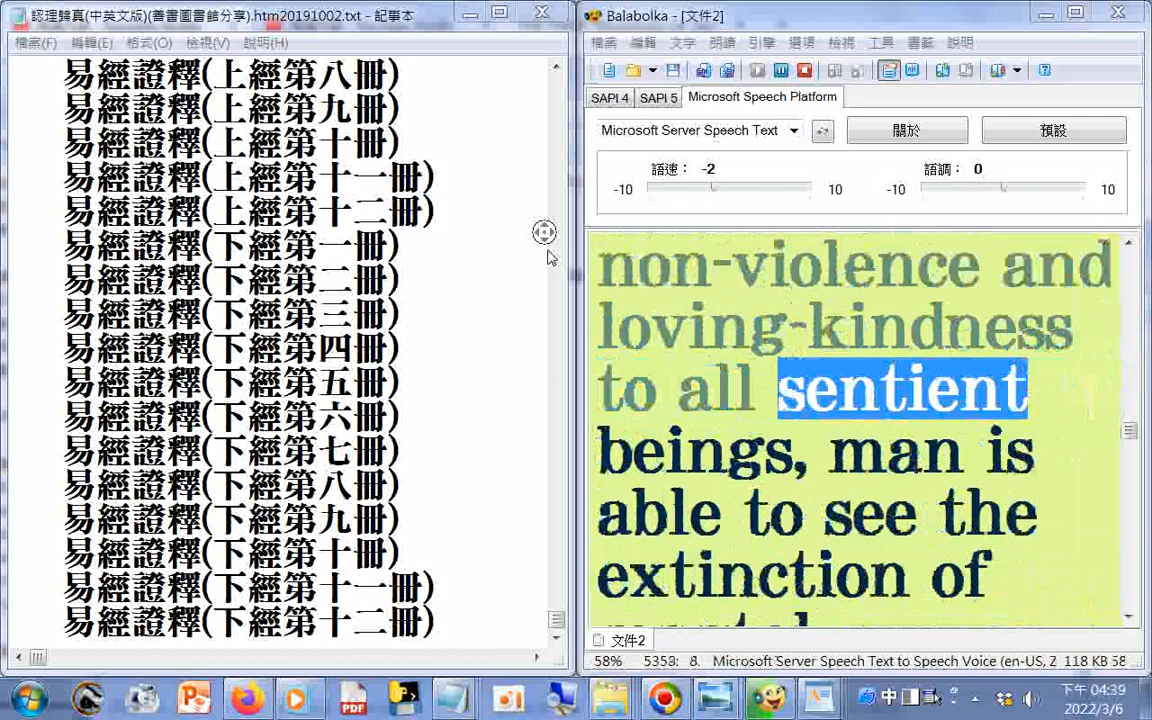 認理歸真(中英文版)(善書圖書館分享).htm20191002.txt - 記事本
檔案(F) 編輯(E) 格式(O) 檢視(V) 說明(H)
易經證釋(上經第八冊)
易經證釋(上經第九冊)
易經證釋(上經第十冊)
易經證釋(上經第十一冊)
易經證釋(上經第十二冊)
易經證釋(下經第一冊)
易經證釋(下經第二冊)
易經證釋(下經第三冊)
易經證釋(下經第四冊)
易經證釋(下經第五冊)
易經證釋(下經第六冊)
易經證釋(下經第七冊)
易經證釋(下經第八冊)
易經證釋(下經第九冊)
易經證釋(下經第十冊)
易經證釋(下經第十一冊)
易經證釋(下經第十二冊)
Balabolka - [文件2]
檔案 編輯 文字 朗讀 引擎 選項 檢視 工具 書籤 說明
SAPI 4 SAPI 5 Microsoft Speech Platform
Microsoft Server Speech Text 關於 預設
語速： -2 語調： 0
-10 10 -10 10
non-violence and
loving-kindness
to all sentient
beings, man is
able to see the
extinction of
文件2
58% 5358: 8. Microsoft Server Speech Text to Speech Voice (en-US, Z 118 KB 58
中
PDF
下午 04:39
2022/3/6